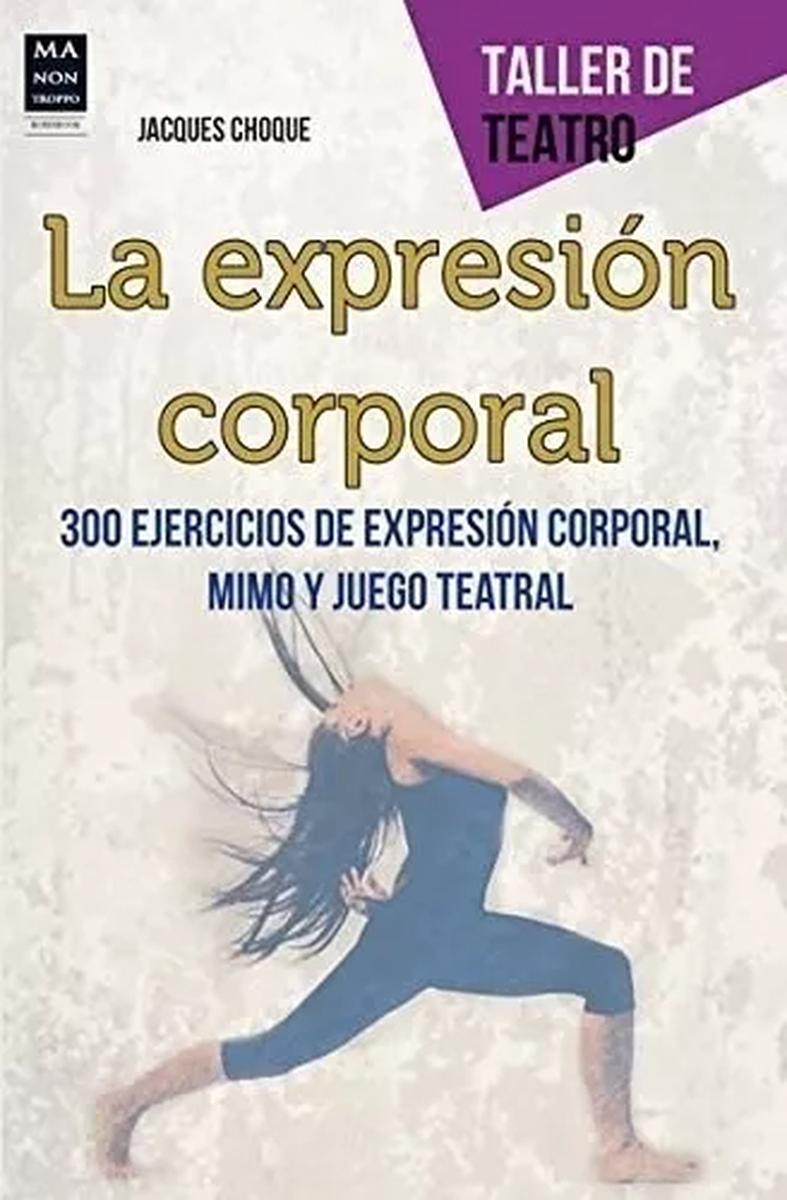 MA
NON
TROPPO
JACQUES CHOQUE
TALLER DE
TEATRO
La expresión
corporal
300 EJERCICIOS DE EXPRESIÓN CORPORAL,
MIMO Y JUEGO TEATRAL